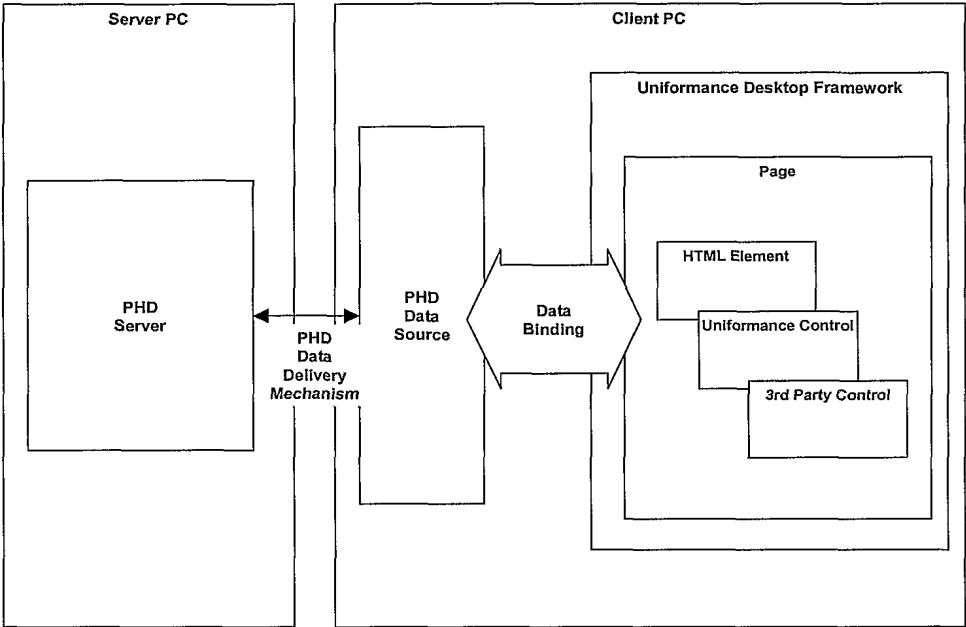 Server PC
Client PC
Uniformance Desktop Framework
Page
HTML Element
Uniformance Control
3rd Party Control
PHD
Server
PHD
Data
Delivery
Mechanism
PHD
Data
Source
Data
Binding